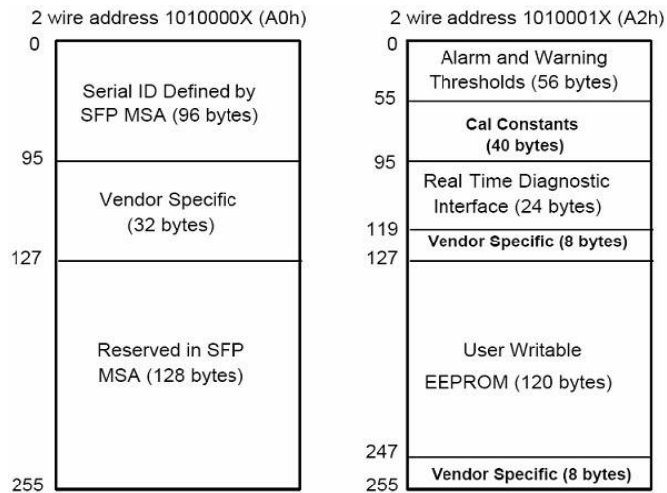 2 wire address 1010000X (A0h)
0
Serial ID Defined by
SFP MSA (96 bytes)
95
Vendor Specific
(32 bytes)
127
Reserved in SFP
MSA (128 bytes)
255
2 wire address 1010001X (A2h)
0
Alarm and Warning
Thresholds (56 bytes)
55
Cal Constants
(40 bytes)
95
Real Time Diagnostic
Interface (24 bytes)
119
Vendor Specific (8 bytes)
127
User Writable
EEPROM (120 bytes)
247
Vendor Specific (8 bytes)
255